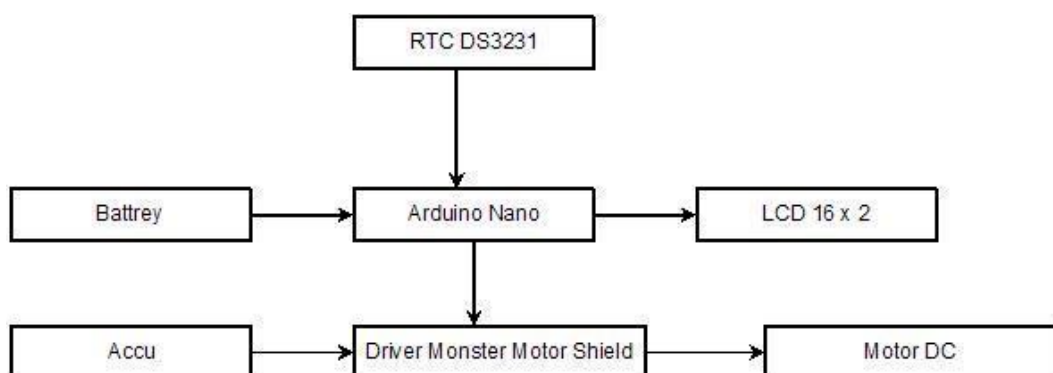 RTC DS3231
Battrey
Arduino Nano
LCD 16 x 2
Accu
Driver Monster Motor Shield
Motor DC